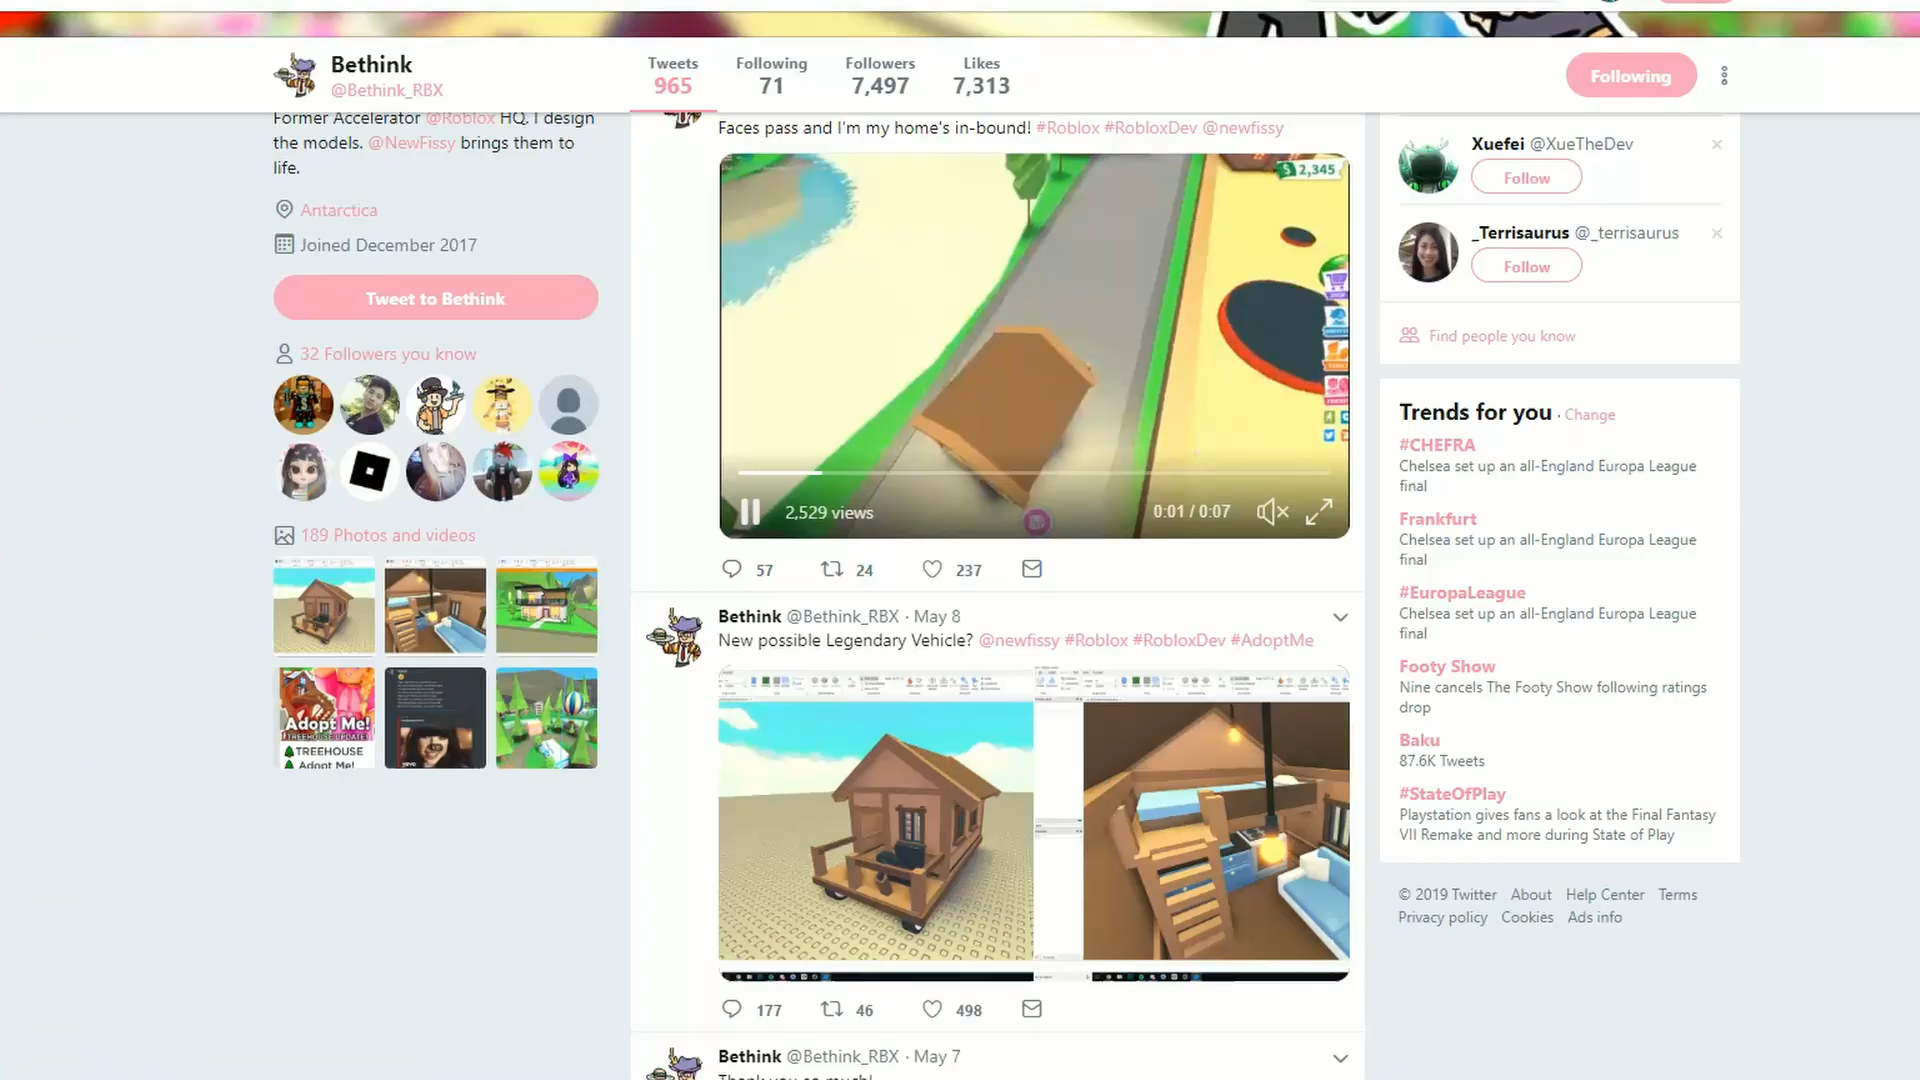 Bethink
@Bethink_RBX
Tweets
965
Following
71
Followers
7,497
Likes
7,313
Following
Former Accelerator @Roblox HQ. I design
the models. @NewFissy brings them to
life.
Antarctica
Joined December 2017
Tweet to Bethink
32 Followers you know
189 Photos and videos
Adopt Me!
TREEHOUSE UPDATE!
TREEHOUSE
Adopt Me!
Faces pass and I'm my home's in-bound! #Roblox #RobloxDev @newfissy
$ 2,345
2,529 views
0:01 / 0:07
57
24
237
Bethink @Bethink_RBX · May 8
New possible Legendary Vehicle? @newfissy #Roblox #RobloxDev #AdoptMe
177
46
498
Bethink @Bethink_RBX · May 7
Thank you so much!
Xuefei @XueTheDev
Follow
_Terrisaurus @_terrisaurus
Follow
Find people you know
Trends for you · Change
#CHEFRA
Chelsea set up an all-England Europa League
final
Frankfurt
Chelsea set up an all-England Europa League
final
#EuropaLeague
Chelsea set up an all-England Europa League
final
Footy Show
Nine cancels The Footy Show following ratings
drop
Baku
87.6K Tweets
#StateOfPlay
Playstation gives fans a look at the Final Fantasy
VII Remake and more during State of Play
© 2019 Twitter About Help Center Terms
Privacy policy Cookies Ads info